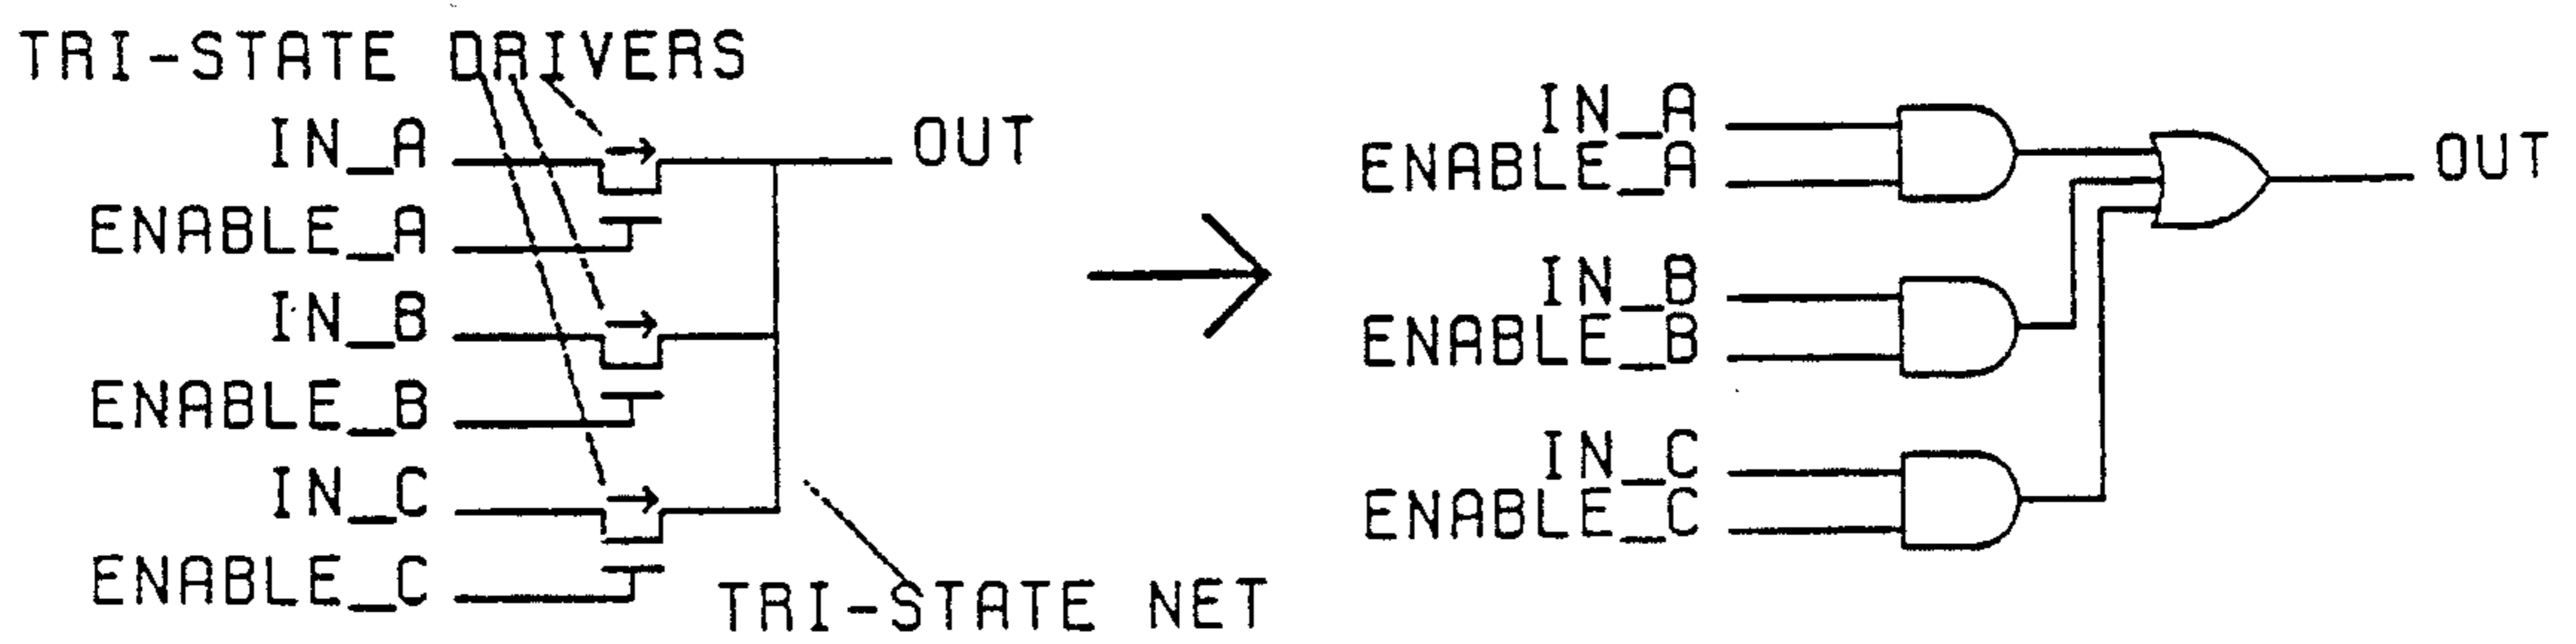 TRI-STATE DRIVERS
IN_A
OUT
ENABLE_A
IN_B
ENABLE_B
IN_C
ENABLE_C
TRI-STATE NET
IN_A
ENABLE_A
OUT
IN_B
ENABLE_B
IN_C
ENABLE_C